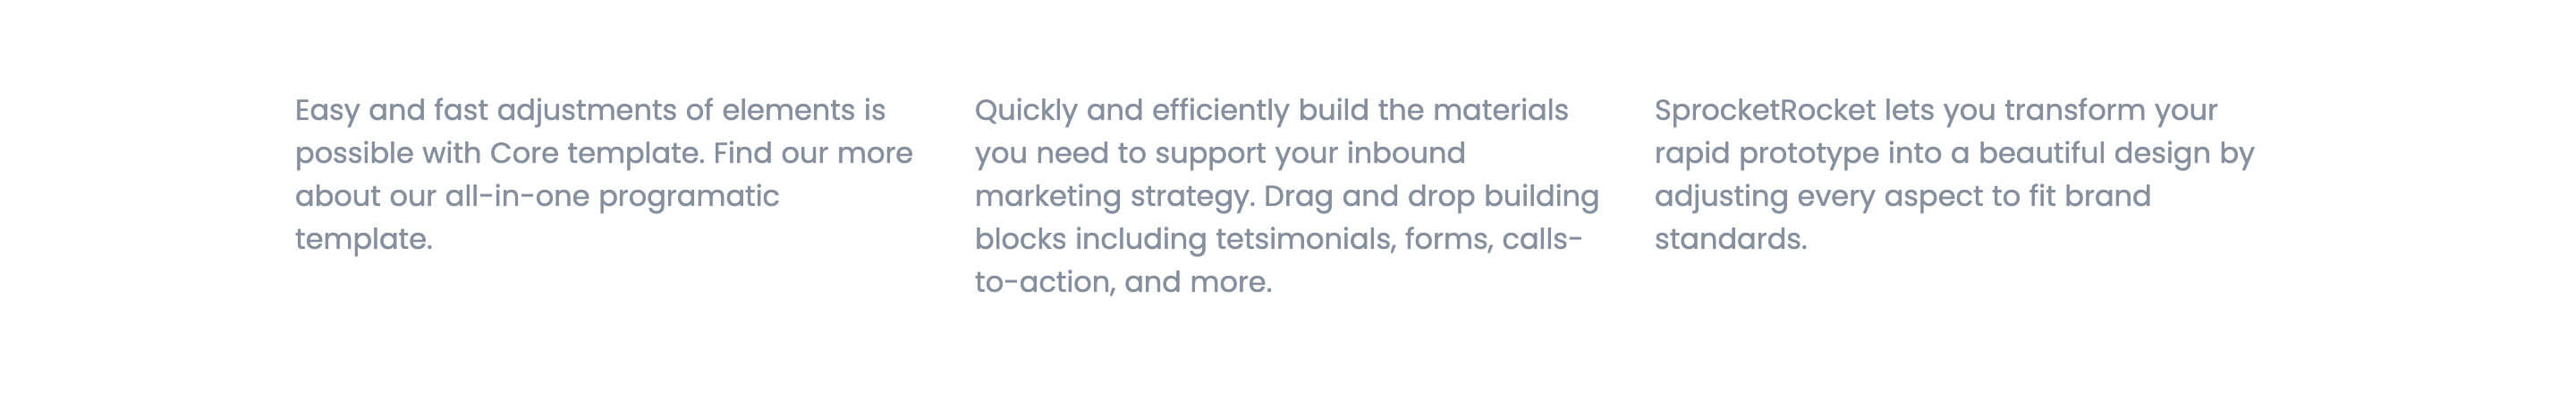 Easy and fast adjustments of elements is
possible with Core template. Find our more
about our all-in-one programatic
template.
Quickly and efficiently build the materials
you need to support your inbound
marketing strategy. Drag and drop building
blocks including tetsimonials, forms, calls-
to-action, and more.
SprocketRocket lets you transform your
rapid prototype into a beautiful design by
adjusting every aspect to fit brand
standards.